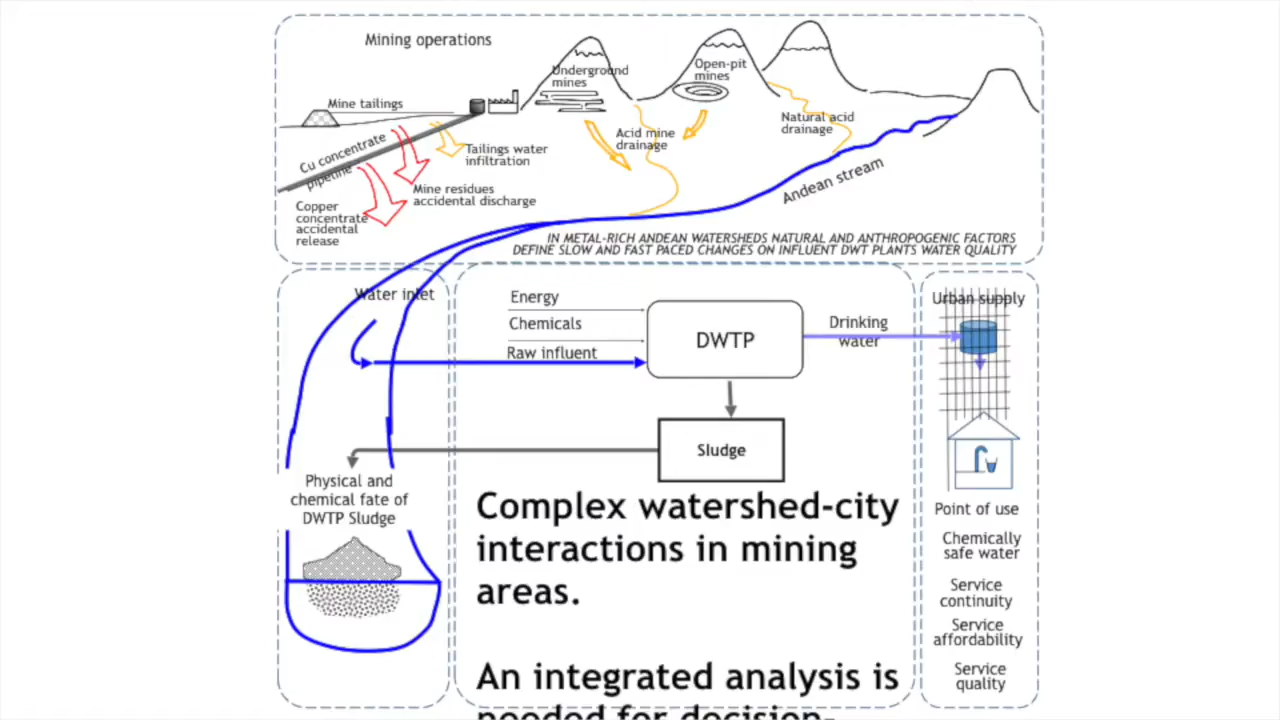 Mining operations
Underground
mines
Open-pit
mines
Mine tailings
Natural acid
drainage
Acid mine
drainage
Cu concentrate
pipeline
Tailings water
infiltration
Mine residues
accidental discharge
Andean stream
Copper
concentrate
accidental
release
IN METAL-RICH ANDEAN WATERSHEDS NATURAL AND ANTHROPOGENIC FACTORS
DEFINE SLOW AND FAST PACED CHANGES ON INFLUENT DWT PLANTS WATER QUALITY
Water inlet
Energy
Chemicals
Raw influent
DWTP
Drinking
water
Urban supply
Sludge
Physical and
chemical fate of
DWTP Sludge
Complex watershed-city
interactions in mining
areas.
An integrated analysis is
needed for decision-
Point of use
Chemically
safe water
Service
continuity
Service
affordability
Service
quality